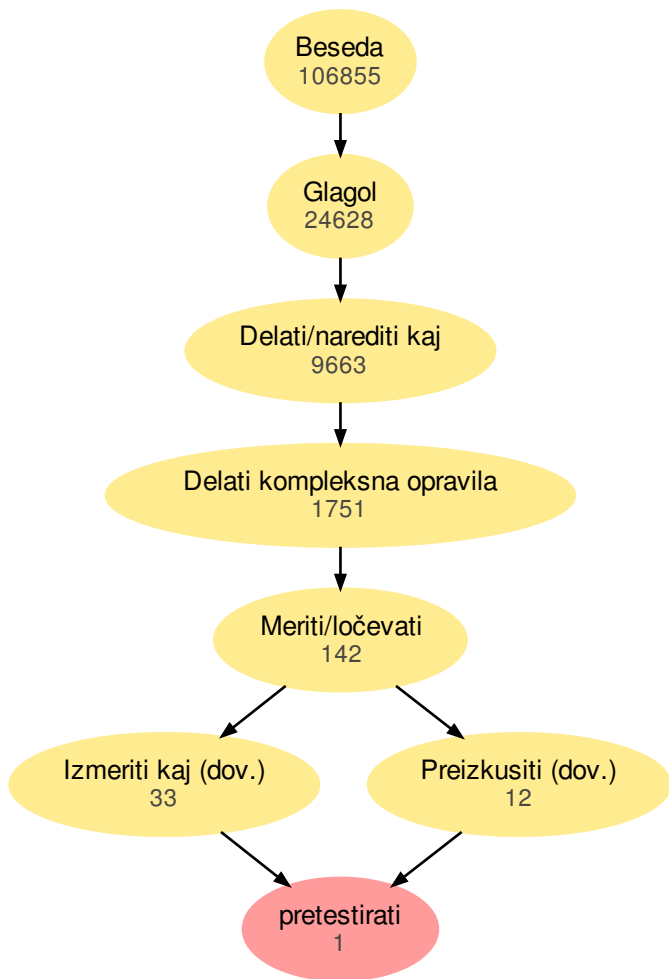 Beseda
106855
Glagol
24628
Delati/narediti kaj
9663
Delati kompleksna opravila
1751
Meriti/ločevati
142
Izmeriti kaj (dov.)
33
Preizkusiti (dov.)
12
pretestirati
1